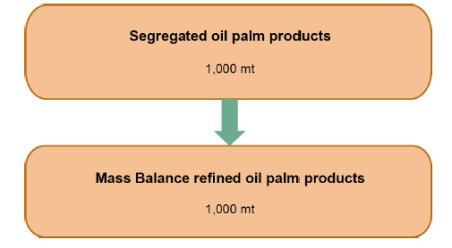 Segregated oil palm products
1,000 mt
Mass Balance refined oil palm products
1,000 mt